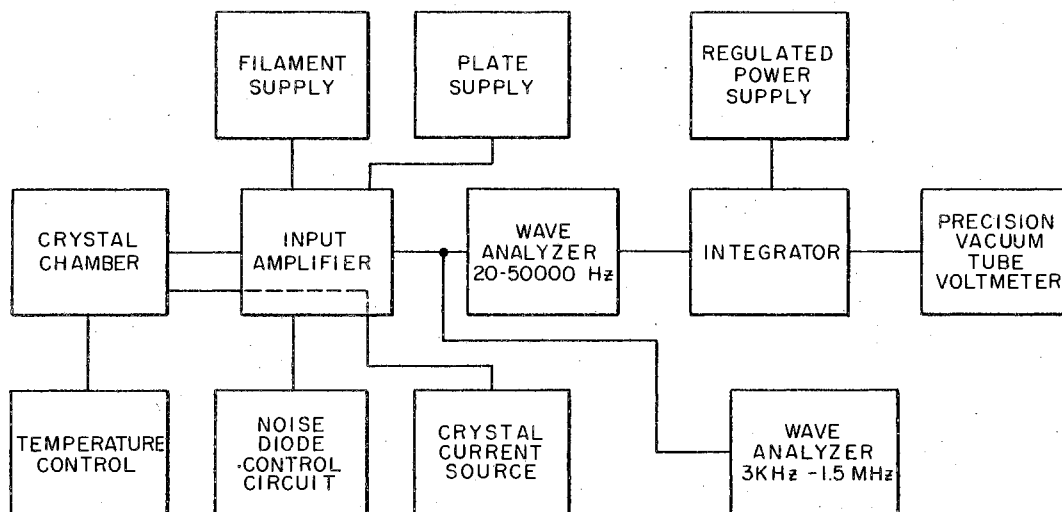 FILAMENT
SUPPLY
PLATE
SUPPLY
REGULATED
POWER
SUPPLY
CRYSTAL
CHAMBER
INPUT
AMPLIFIER
WAVE
ANALYZER
20-50000 Hz
INTEGRATOR
PRECISION
VACUUM
TUBE
VOLTMETER
TEMPERATURE
CONTROL
NOISE
DIODE
CONTROL
CIRCUIT
CRYSTAL
CURRENT
SOURCE
WAVE
ANALYZER
3KHz -1.5 MHz